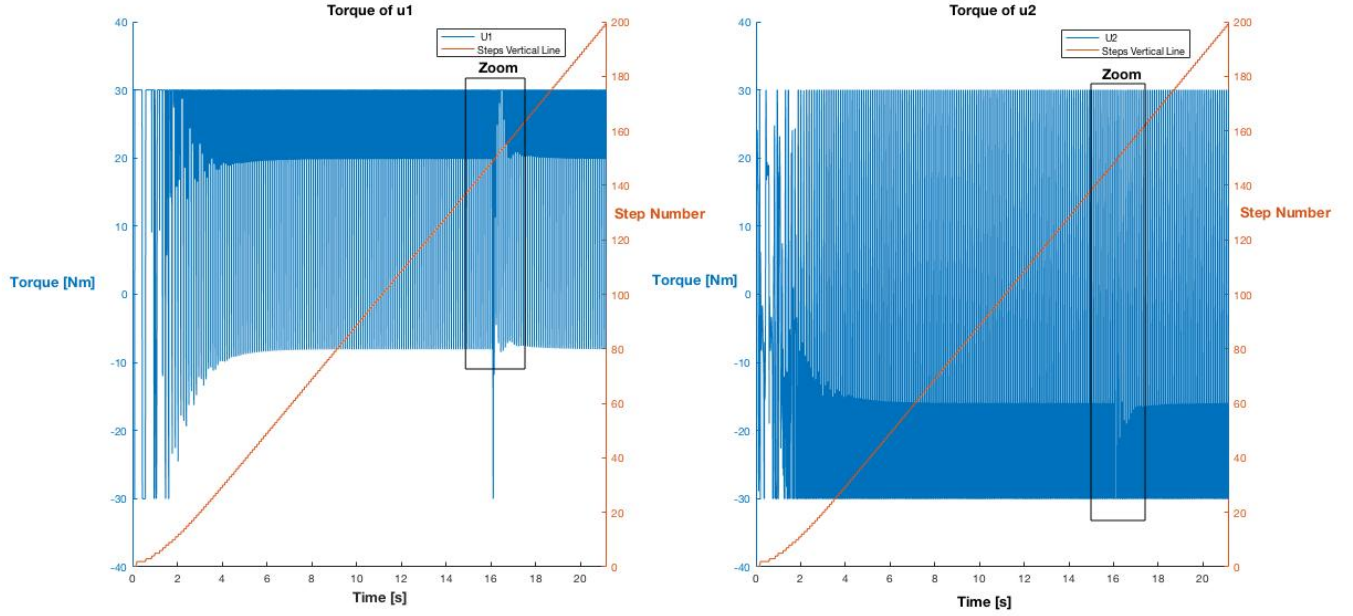 Torque of u1
U1
Steps Vertical Line
Zoom
40
30
20
10
0
-10
-20
-30
-40
Torque [Nm]
200
180
160
140
120
100
80
60
40
20
0
Step Number
0 2 4 6 8 10 12 14 16 18 20
Time [s]
Torque of u2
U2
Steps Vertical Line
Zoom
40
30
20
10
0
-10
-20
-30
-40
Torque [Nm]
200
180
160
140
120
100
80
60
40
20
0
Step Number
0 2 4 6 8 10 12 14 16 18 20
Time [s]